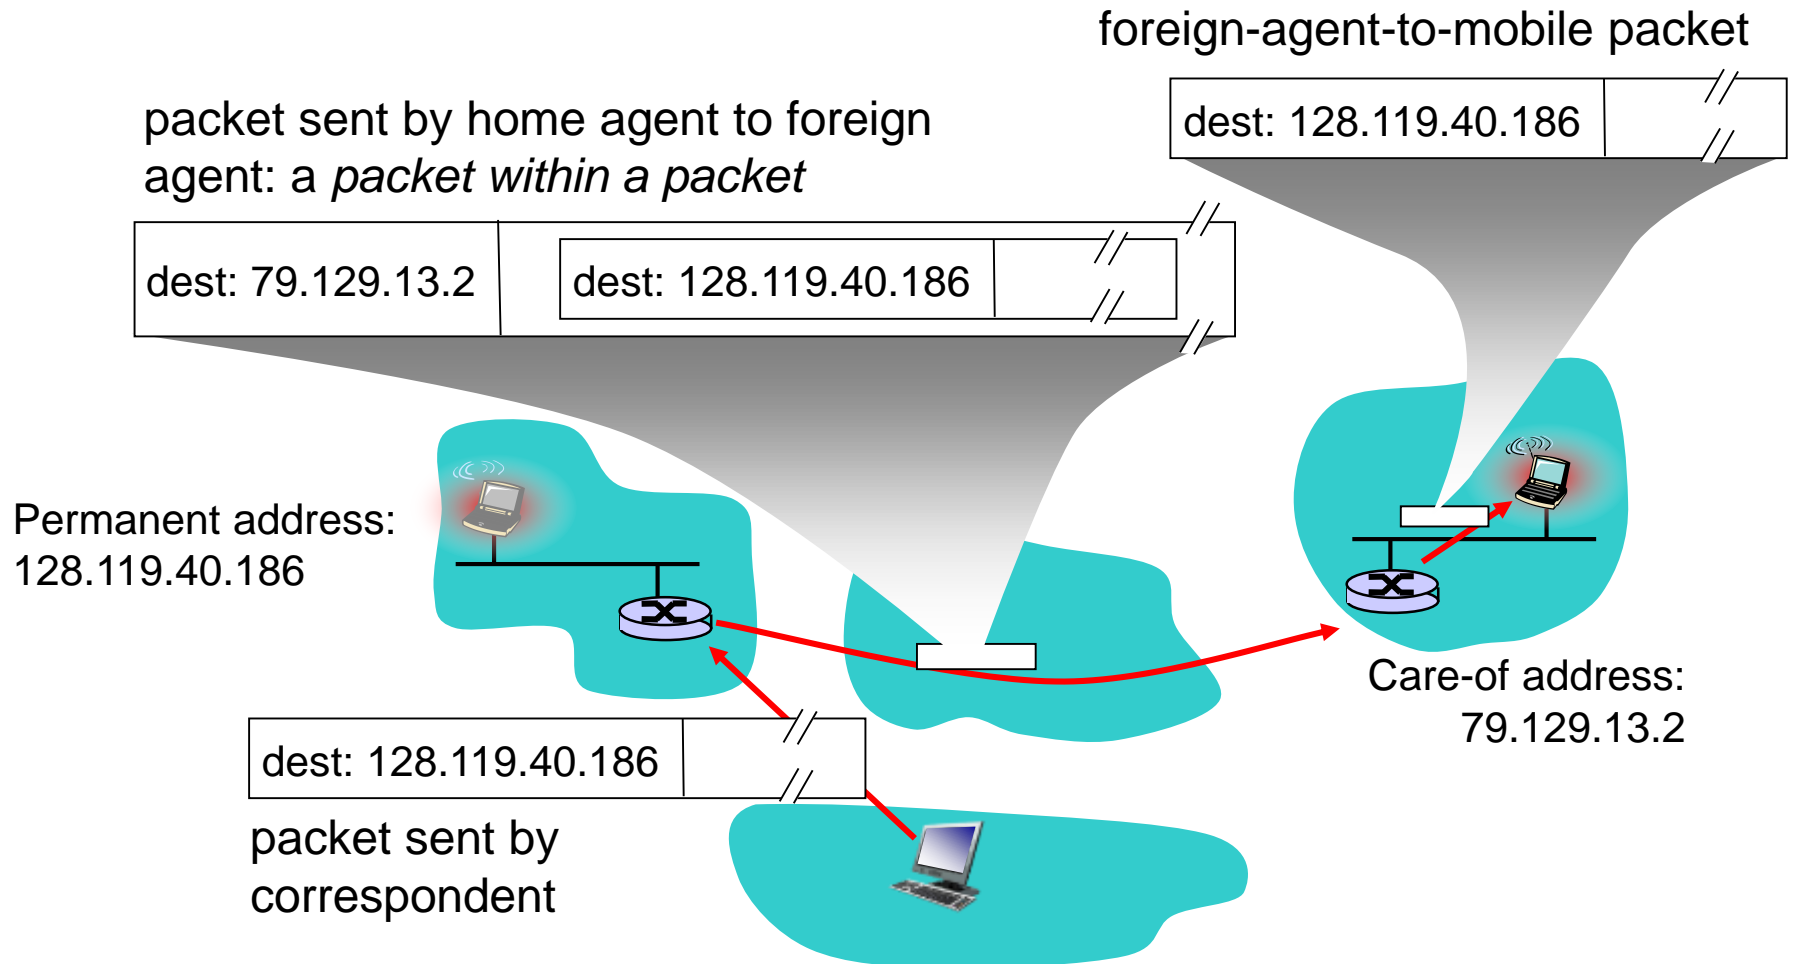 foreign-agent-to-mobile packet
dest: 128.119.40.186
packet sent by home agent to foreign
agent: a packet within a packet
dest: 79.129.13.2
dest: 128.119.40.186
Permanent address:
128.119.40.186
Care-of address:
79.129.13.2
dest: 128.119.40.186
packet sent by
correspondent